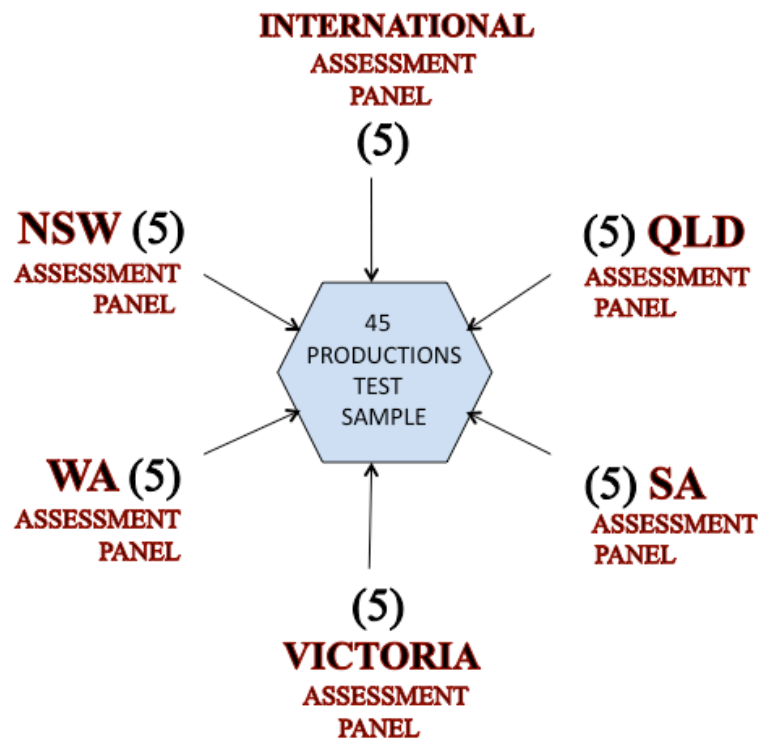 INTERNATIONAL
ASSESSMENT
PANEL
(5)
NSW (5)
ASSESSMENT
PANEL
(5) QLD
ASSESSMENT
PANEL
45
PRODUCTIONS
TEST
SAMPLE
WA (5)
ASSESSMENT
PANEL
(5) SA
ASSESSMENT
PANEL
(5)
VICTORIA
ASSESSMENT
PANEL